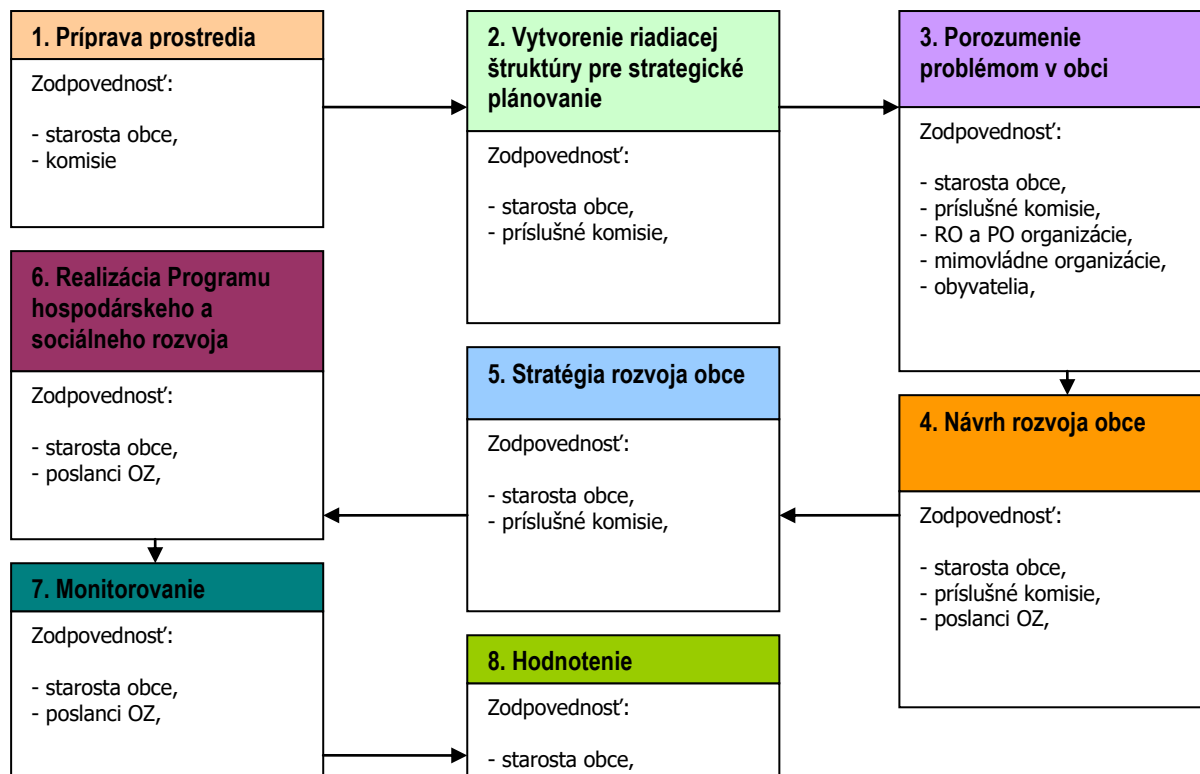 1. Príprava prostredia
Zodpovednosť:
- starosta obce,
- komisie
2. Vytvorenie riadiacej
štruktúry pre strategické
plánovanie
Zodpovednosť:
- starosta obce,
- príslušné komisie,
3. Porozumenie
problémom v obci
Zodpovednosť:
- starosta obce,
- príslušné komisie,
- RO a PO organizácie,
- mimovládne organizácie,
- obyvatelia,
4. Návrh rozvoja obce
Zodpovednosť:
- starosta obce,
- príslušné komisie,
- poslanci OZ,
5. Stratégia rozvoja obce
Zodpovednosť:
- starosta obce,
- príslušné komisie,
6. Realizácia Programu
hospodárskeho a
sociálneho rozvoja
Zodpovednosť:
- starosta obce,
- poslanci OZ,
7. Monitorovanie
Zodpovednosť:
- starosta obce,
- poslanci OZ,
8. Hodnotenie
Zodpovednosť:
- starosta obce,